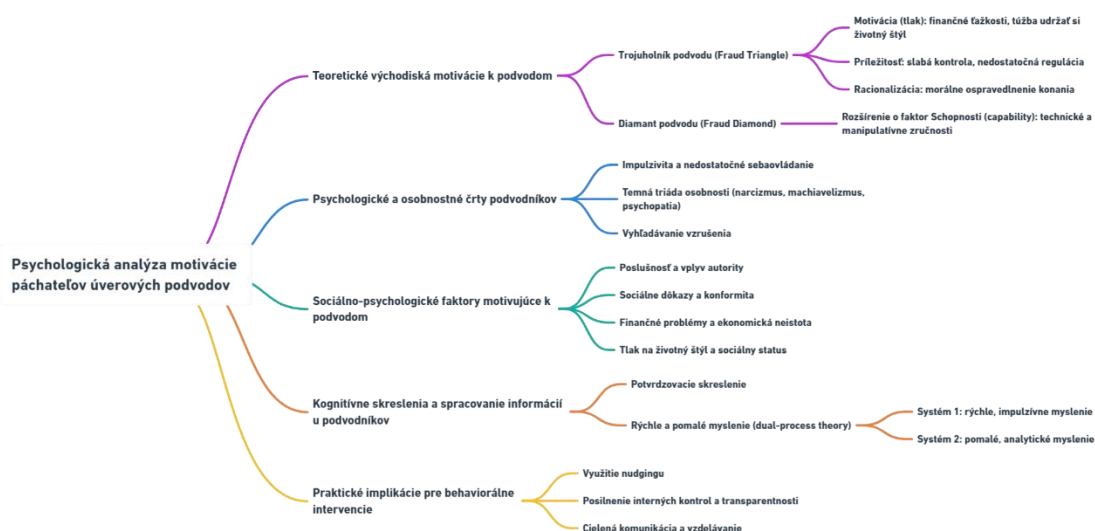 Psychologická analýza motivácie
páchateľov úverových podvodov
Teoretické východiská motivácie k podvodom
Trojuholník podvodu (Fraud Triangle)
Motivácia (tlak): finančné ťažkosti, túžba udržať si
životný štýl
Príležitosť: slabá kontrola, nedostatočná regulácia
Racionalizácia: morálne ospravedlnenie konania
Diamant podvodu (Fraud Diamond)
Rozšírenie o faktor Schopnosti (capability): technické a
manipulatívne zručnosti
Psychologické a osobnostné črty podvodníkov
Impulzivita a nedostatočné sebaovládanie
Temná triáda osobnosti (narcizmus, machiavelizmus,
psychopatia)
Vyhľadávanie vzrušenia
Sociálno-psychologické faktory motivujúce k
podvodom
Poslušnosť a vplyv autority
Sociálne dôkazy a konformita
Finančné problémy a ekonomická neistota
Tlak na životný štýl a sociálny status
Kognitívne skreslenia a spracovanie informácií
u podvodníkov
Potvrdzovacie skreslenie
Rýchle a pomalé myslenie (dual-process theory)
Systém 1: rýchle, impulzívne myslenie
Systém 2: pomalé, analytické myslenie
Praktické implikácie pre behaviorálne
intervencie
Využitie nudgingu
Posilnenie interných kontrol a transparentnosti
Cielená komunikácia a vzdelávanie